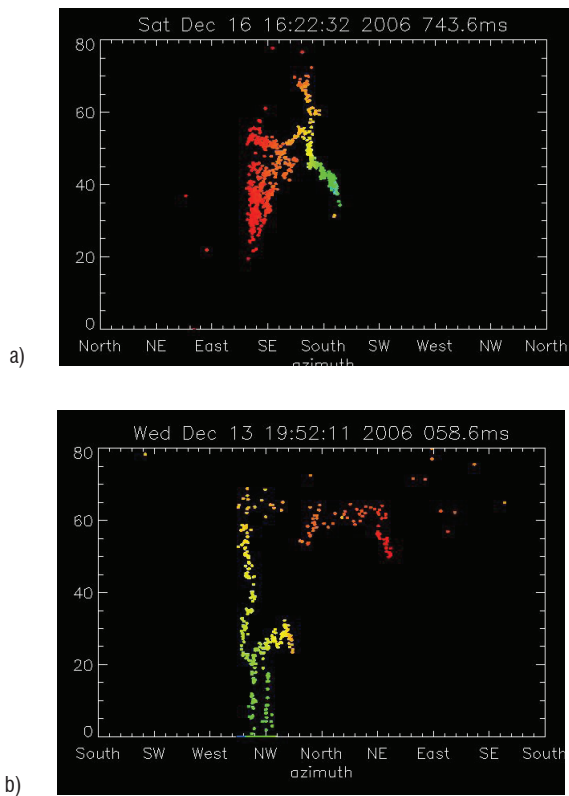 Sat Dec 16 16:22:32 2006 743.6ms
80
60
40
20
0
North NE East SE South SW West NW North
azimuth
a)
Wed Dec 13 19:52:11 2006 058.6ms
80
60
40
20
0
South SW West NW North NE East SE South
azimuth
b)